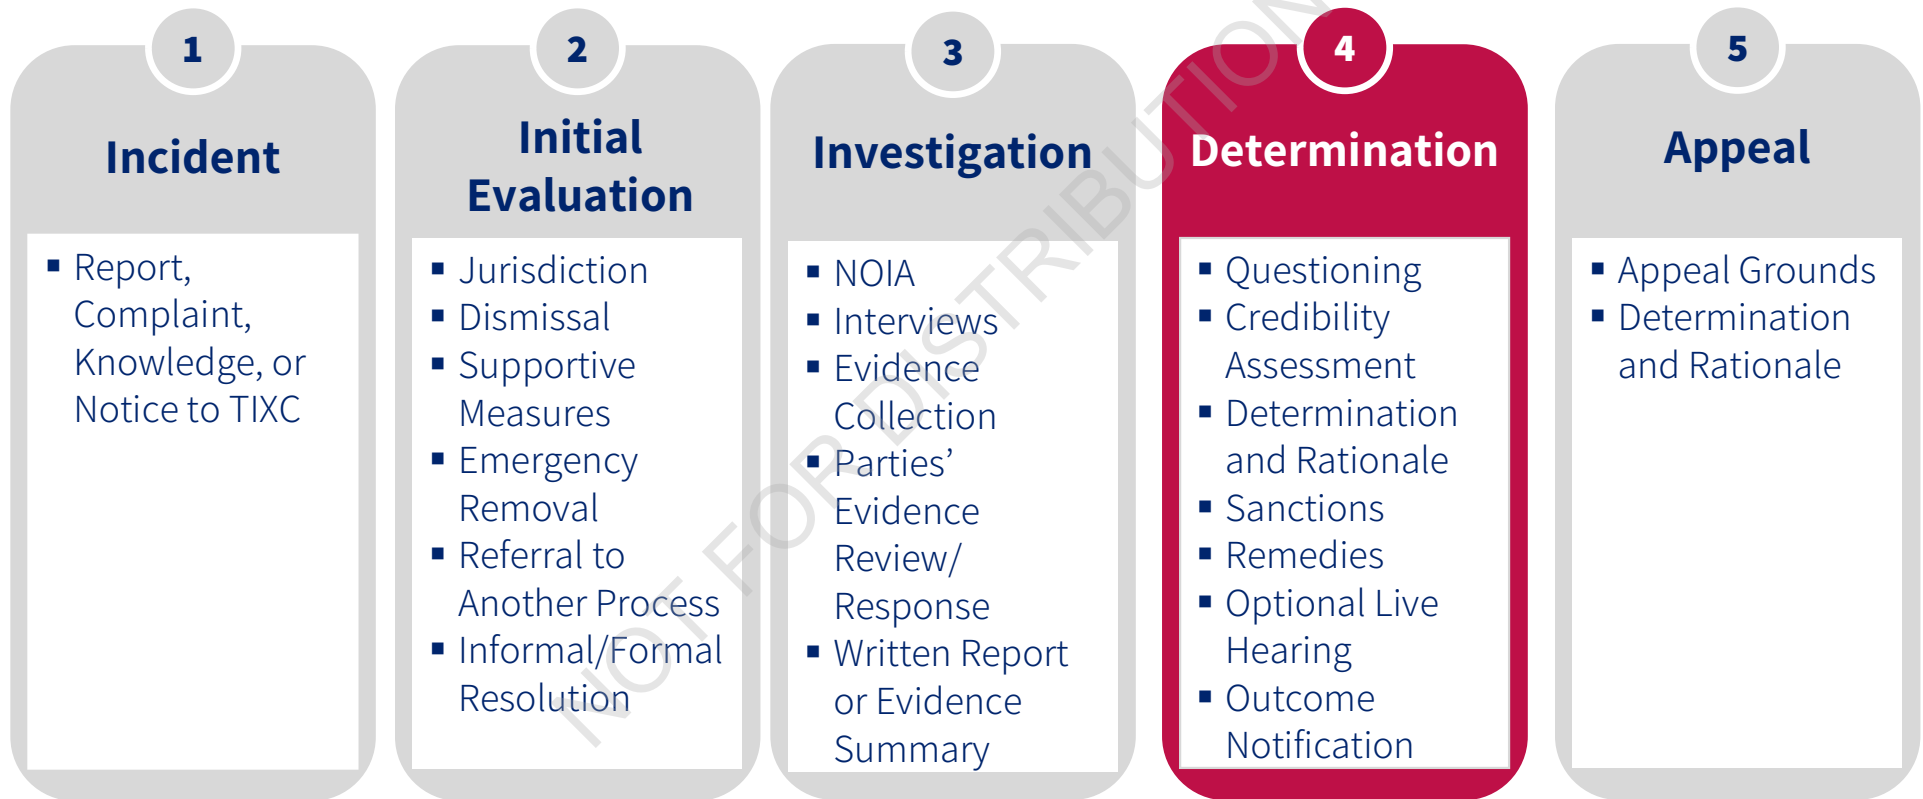 1
Incident
▪ Report,
Complaint,
Knowledge, or
Notice to TIXC
2
Initial
Evaluation
▪ Jurisdiction
▪ Dismissal
▪ Supportive
Measures
▪ Emergency
Removal
▪ Referral to
Another Process
▪ Informal/Formal
Resolution
3
Investigation
▪ NOIA
▪ Interviews
▪ Evidence
Collection
▪ Parties’
Evidence
Review/
Response
▪ Written Report
or Evidence
Summary
4
Determination
▪ Questioning
▪ Credibility
Assessment
▪ Determination
and Rationale
▪ Sanctions
▪ Remedies
▪ Optional Live
Hearing
▪ Outcome
Notification
5
Appeal
▪ Appeal Grounds
▪ Determination
and Rationale
NOT FOR DISTRIBUTION